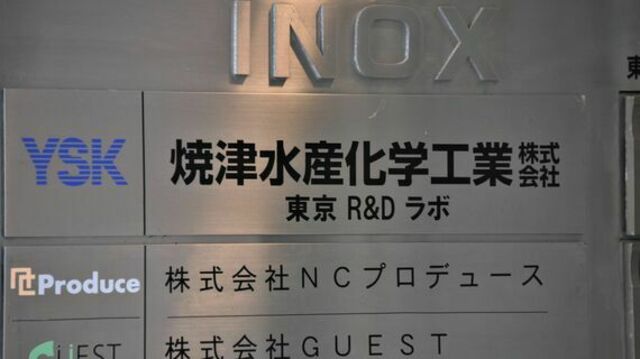 INOX
YSK 焼津水産化学工業 株式会社
東京 R&D ラボ
Produce 株式会社NCプロデュース
GUEST 株式会社GUEST
東